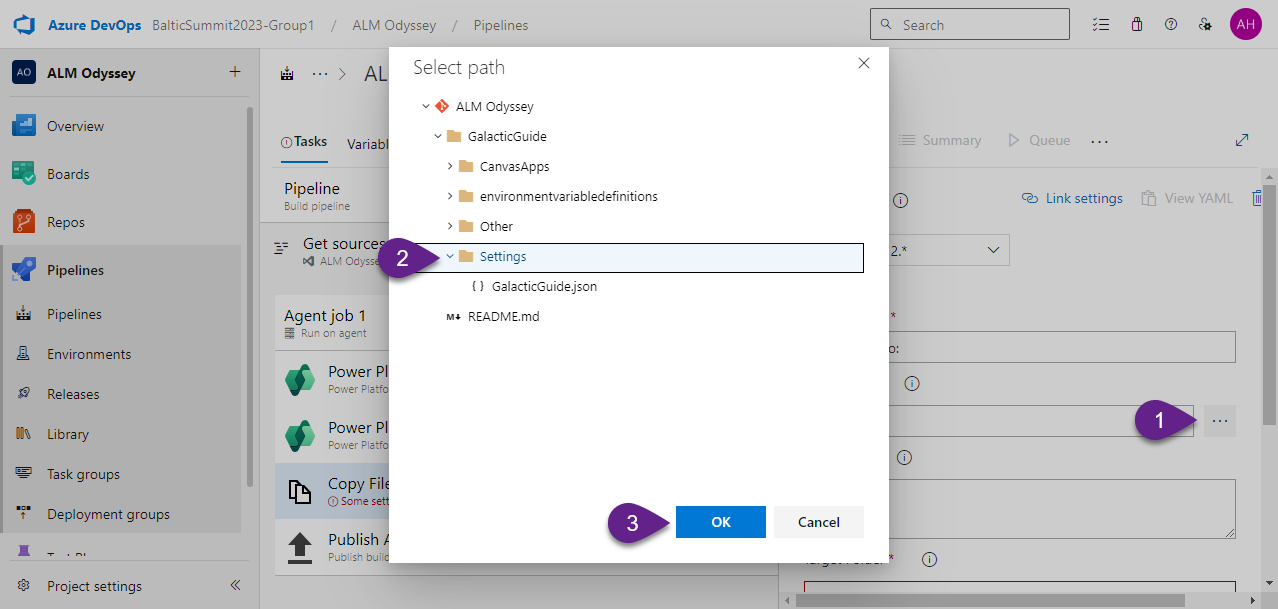 Azure DevOps BalticSummit2023-Group1 / ALM Odyssey / Pipelines
Search
AH
AO ALM Odyssey +
Overview
Boards
Repos
Pipelines
Pipelines
Environments
Releases
Library
Task groups
Deployment groups
Project settings
... > AL
Tasks Variabl
Summary Queue ...
Pipeline
Build pipeline
Get sources
ALM Odysse
Agent job 1
Run on agent
Power Pl
Power Platfo
Power Pl
Power Platfo
Copy File
Some sett
Publish A
Publish build
Select path
ALM Odyssey
GalacticGuide
CanvasApps
environmentvariabledefinitions
Other
2 Settings
{ } GalacticGuide.json
M↓ README.md
3 OK Cancel
Link settings View YAML
2.*
*
o:
1 ...
Target Folder *